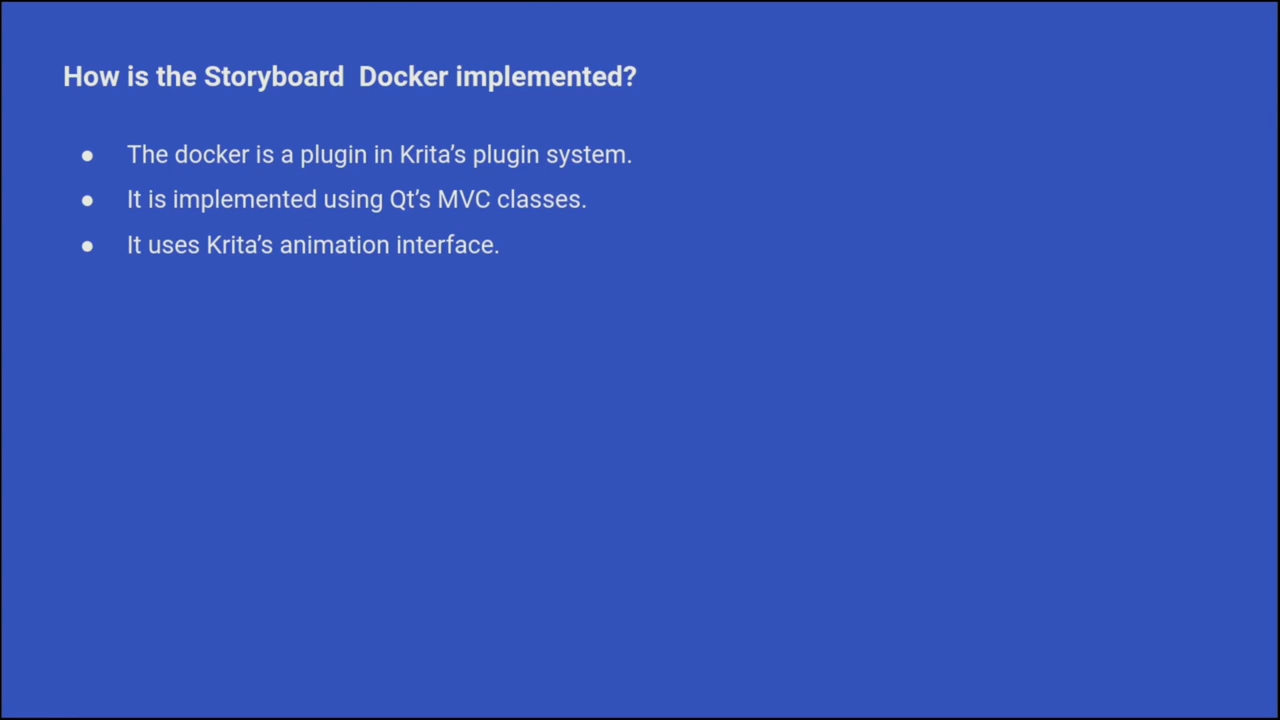 How is the Storyboard  Docker implemented?
● The docker is a plugin in Krita’s plugin system.
● It is implemented using Qt’s MVC classes.
● It uses Krita’s animation interface.